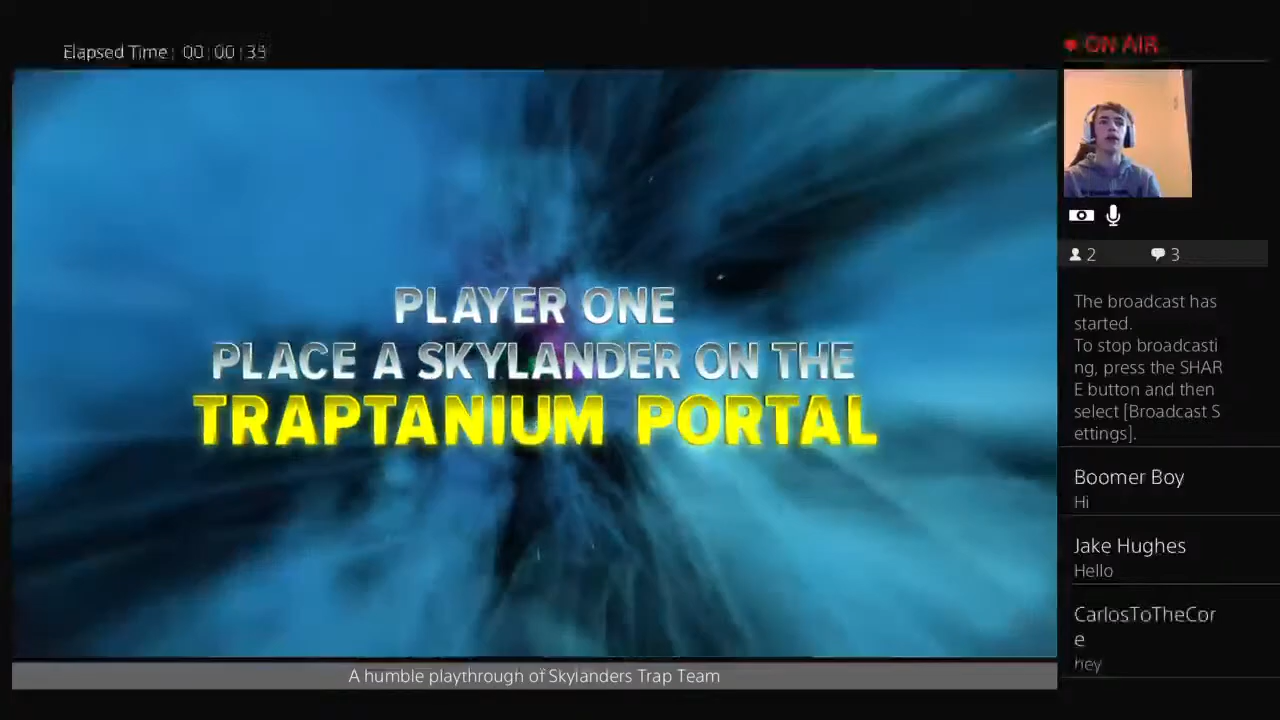 Elapsed Time : 00:00:35
ON AIR
PLAYER ONE
PLACE A SKYLANDER ON THE
TRAPTANIUM PORTAL
2
3
The broadcast has
started.
To stop broadcasti
ng, press the SHAR
E button and then
select [Broadcast S
ettings].
Boomer Boy
Hi
Jake Hughes
Hello
CarlosToTheCor
e
hey
A humble playthrough of Skylanders Trap Team